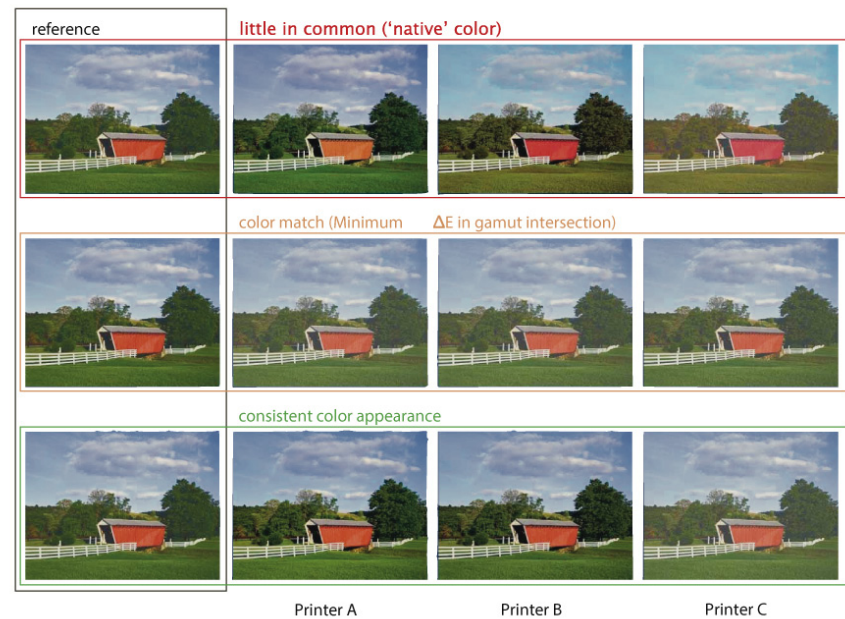 reference
little in common (‘native’ color)
color match (Minimum ΔE in gamut intersection)
consistent color appearance
Printer A
Printer B
Printer C